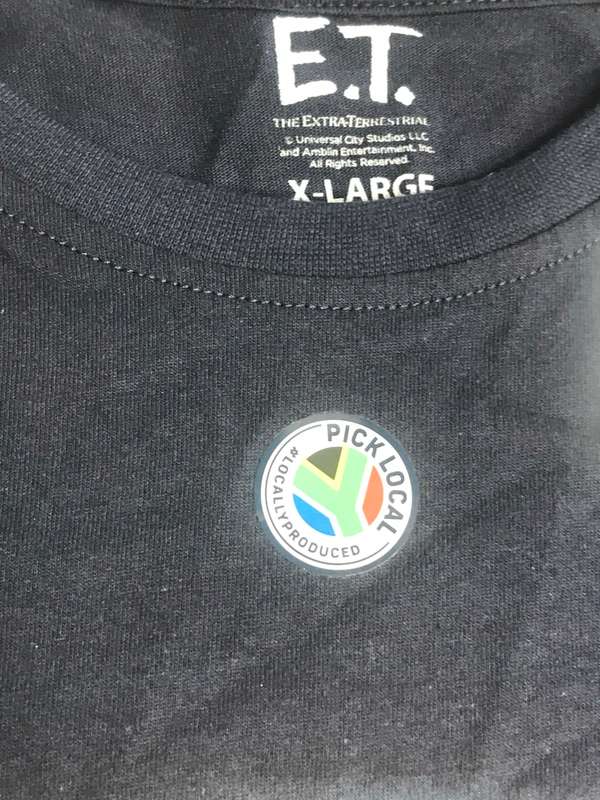 E.T.
THE EXTRA-TERRESTRIAL
© Universal City Studios LLC
and Amblin Entertainment, Inc.
All Rights Reserved.
X-LARGE
PICK LOCAL
#LOCALLYPRODUCED